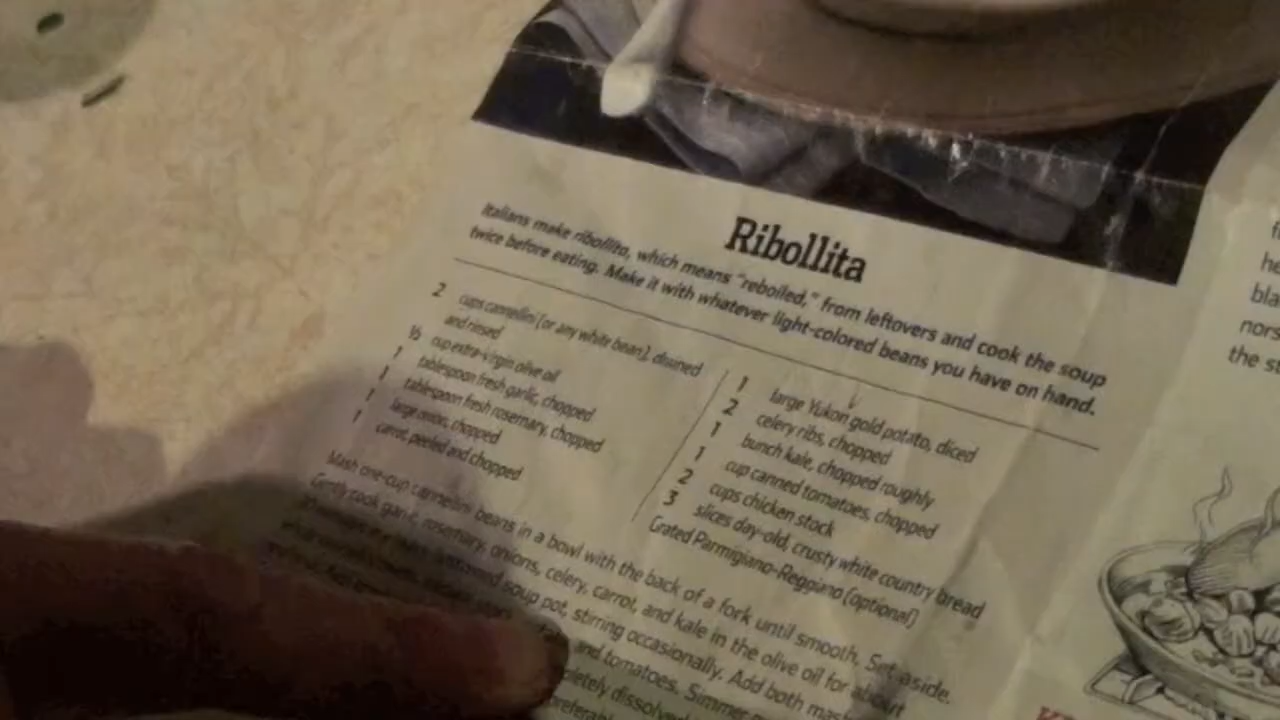 Ribollita
Italians make ribollita, which means "reboiled," from leftovers and cook the soup
twice before eating. Make it with whatever light-colored beans you have on hand.
2 cups cannellini (or any white bean), drained
and rinsed
½ cup extra-virgin olive oil
1 tablespoon fresh garlic, chopped
1 tablespoon fresh rosemary, chopped
1 large onion, chopped
1 carrot, peeled and chopped
1 large Yukon gold potato, diced
2 celery ribs, chopped
1 bunch kale, chopped roughly
1 cup canned tomatoes, chopped
2 cups chicken stock
3 slices day-old, crusty white country bread
Grated Parmigiano-Reggiano (optional)
Mash one-cup cannellini beans in a bowl with the back of a fork until smooth. Set aside.
Gently cook garlic, rosemary, onions, celery, carrot, and kale in the olive oil for about
soup pot, stirring occasionally. Add both
and tomatoes. Simmer
dissolved
the